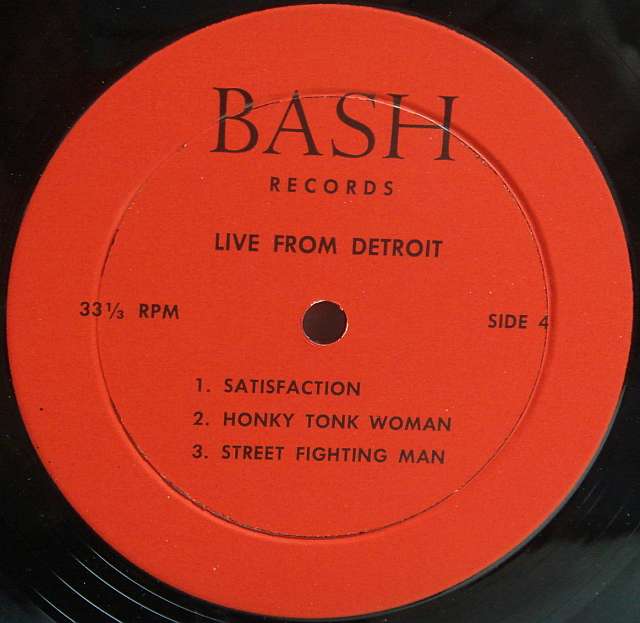 BASH
RECORDS
LIVE FROM DETROIT
33⅓ RPM
SIDE 4
1. SATISFACTION
2. HONKY TONK WOMAN
3. STREET FIGHTING MAN